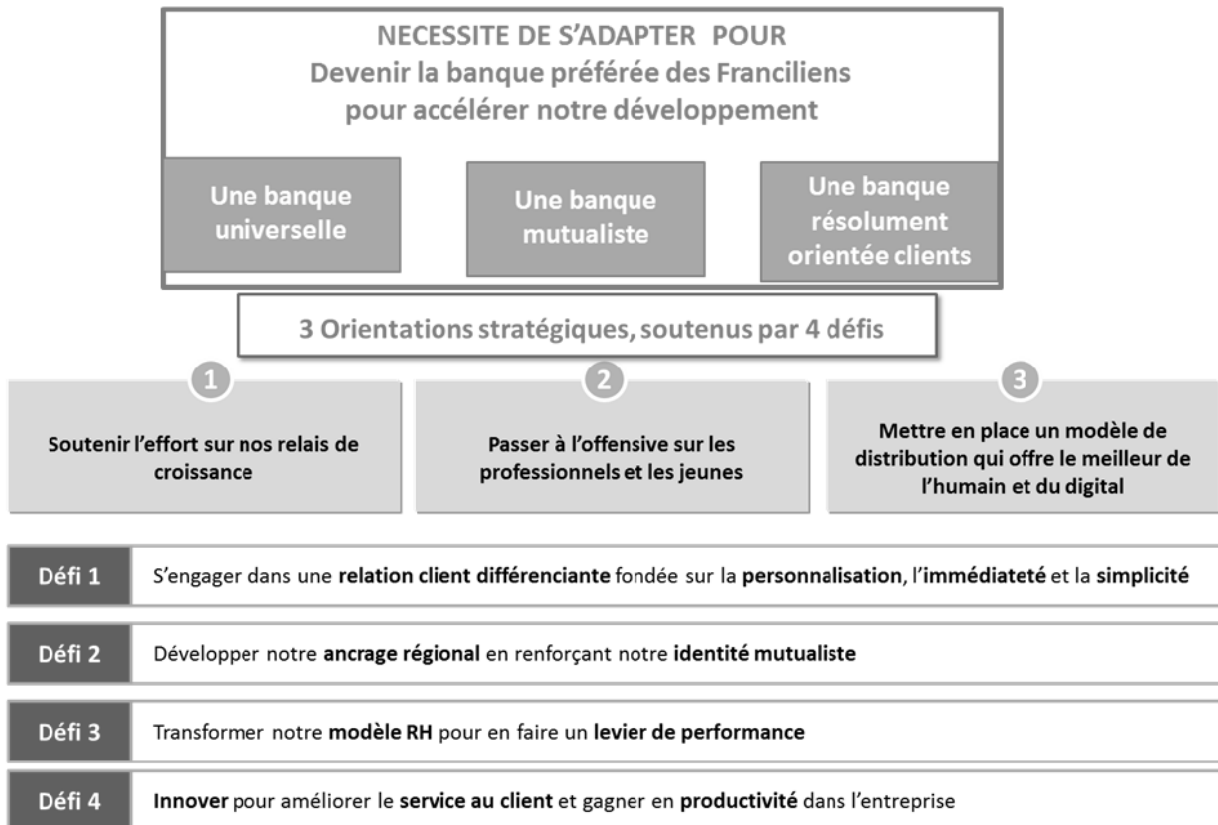 NECESSITE DE S'ADAPTER POUR
Devenir la banque préférée des Franciliens
pour accélérer notre développement
Une banque
universelle
Une banque
mutualiste
Une banque
résolument
orientée clients
3 Orientations stratégiques, soutenus par 4 défis
1
Soutenir l'effort sur nos relais de
croissance
2
Passer à l'offensive sur les
professionnels et les jeunes
3
Mettre en place un modèle de
distribution qui offre le meilleur de
l'humain et du digital
Défi 1
S'engager dans une relation client différenciante fondée sur la personnalisation, l'immédiateté et la simplicité
Défi 2
Développer notre ancrage régional en renforçant notre identité mutualiste
Défi 3
Transformer notre modèle RH pour en faire un levier de performance
Défi 4
Innover pour améliorer le service au client et gagner en productivité dans l'entreprise